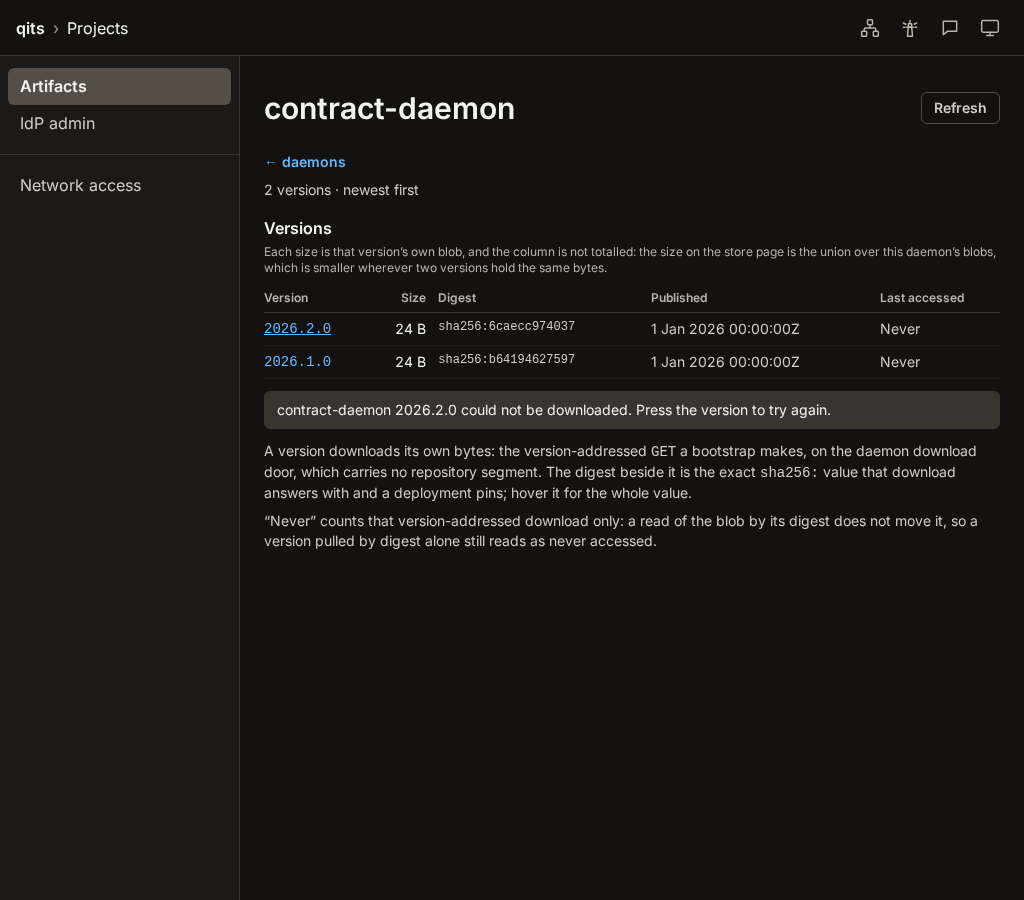 qits › Projects
Artifacts
IdP admin
Network access
contract-daemon
Refresh
← daemons
2 versions · newest first
Versions
Each size is that version’s own blob, and the column is not totalled: the size on the store page is the union over this daemon’s blobs,
which is smaller wherever two versions hold the same bytes.
Version Size Digest Published Last accessed
2026.2.0 24 B sha256:6caecc974037 1 Jan 2026 00:00:00Z Never
2026.1.0 24 B sha256:b64194627597 1 Jan 2026 00:00:00Z Never
contract-daemon 2026.2.0 could not be downloaded. Press the version to try again.
A version downloads its own bytes: the version-addressed GET a bootstrap makes, on the daemon download
door, which carries no repository segment. The digest beside it is the exact sha256: value that download
answers with and a deployment pins; hover it for the whole value.
“Never” counts that version-addressed download only: a read of the blob by its digest does not move it, so a
version pulled by digest alone still reads as never accessed.